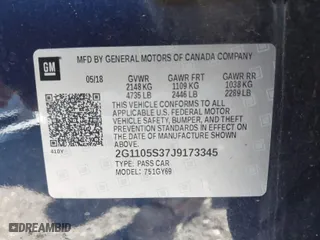 GM
MFD BY GENERAL MOTORS OF CANADA COMPANY
05/18 GVWR GAWR FRT GAWR RR
2148 KG 1109 KG 1038 KG
4735 LB 2446 LB 2289 LB
THIS VEHICLE CONFORMS TO ALL
APPLICABLE U.S. FEDERAL MOTOR
VEHICLE SAFETY, BUMPER, AND THEFT
PREVENTION STANDARDS IN EFFECT ON THE
DATE OF MANUFACTURE SHOWN ABOVE.
2G1105S37J9173345
TYPE: PASS CAR
MODEL: 751GY69